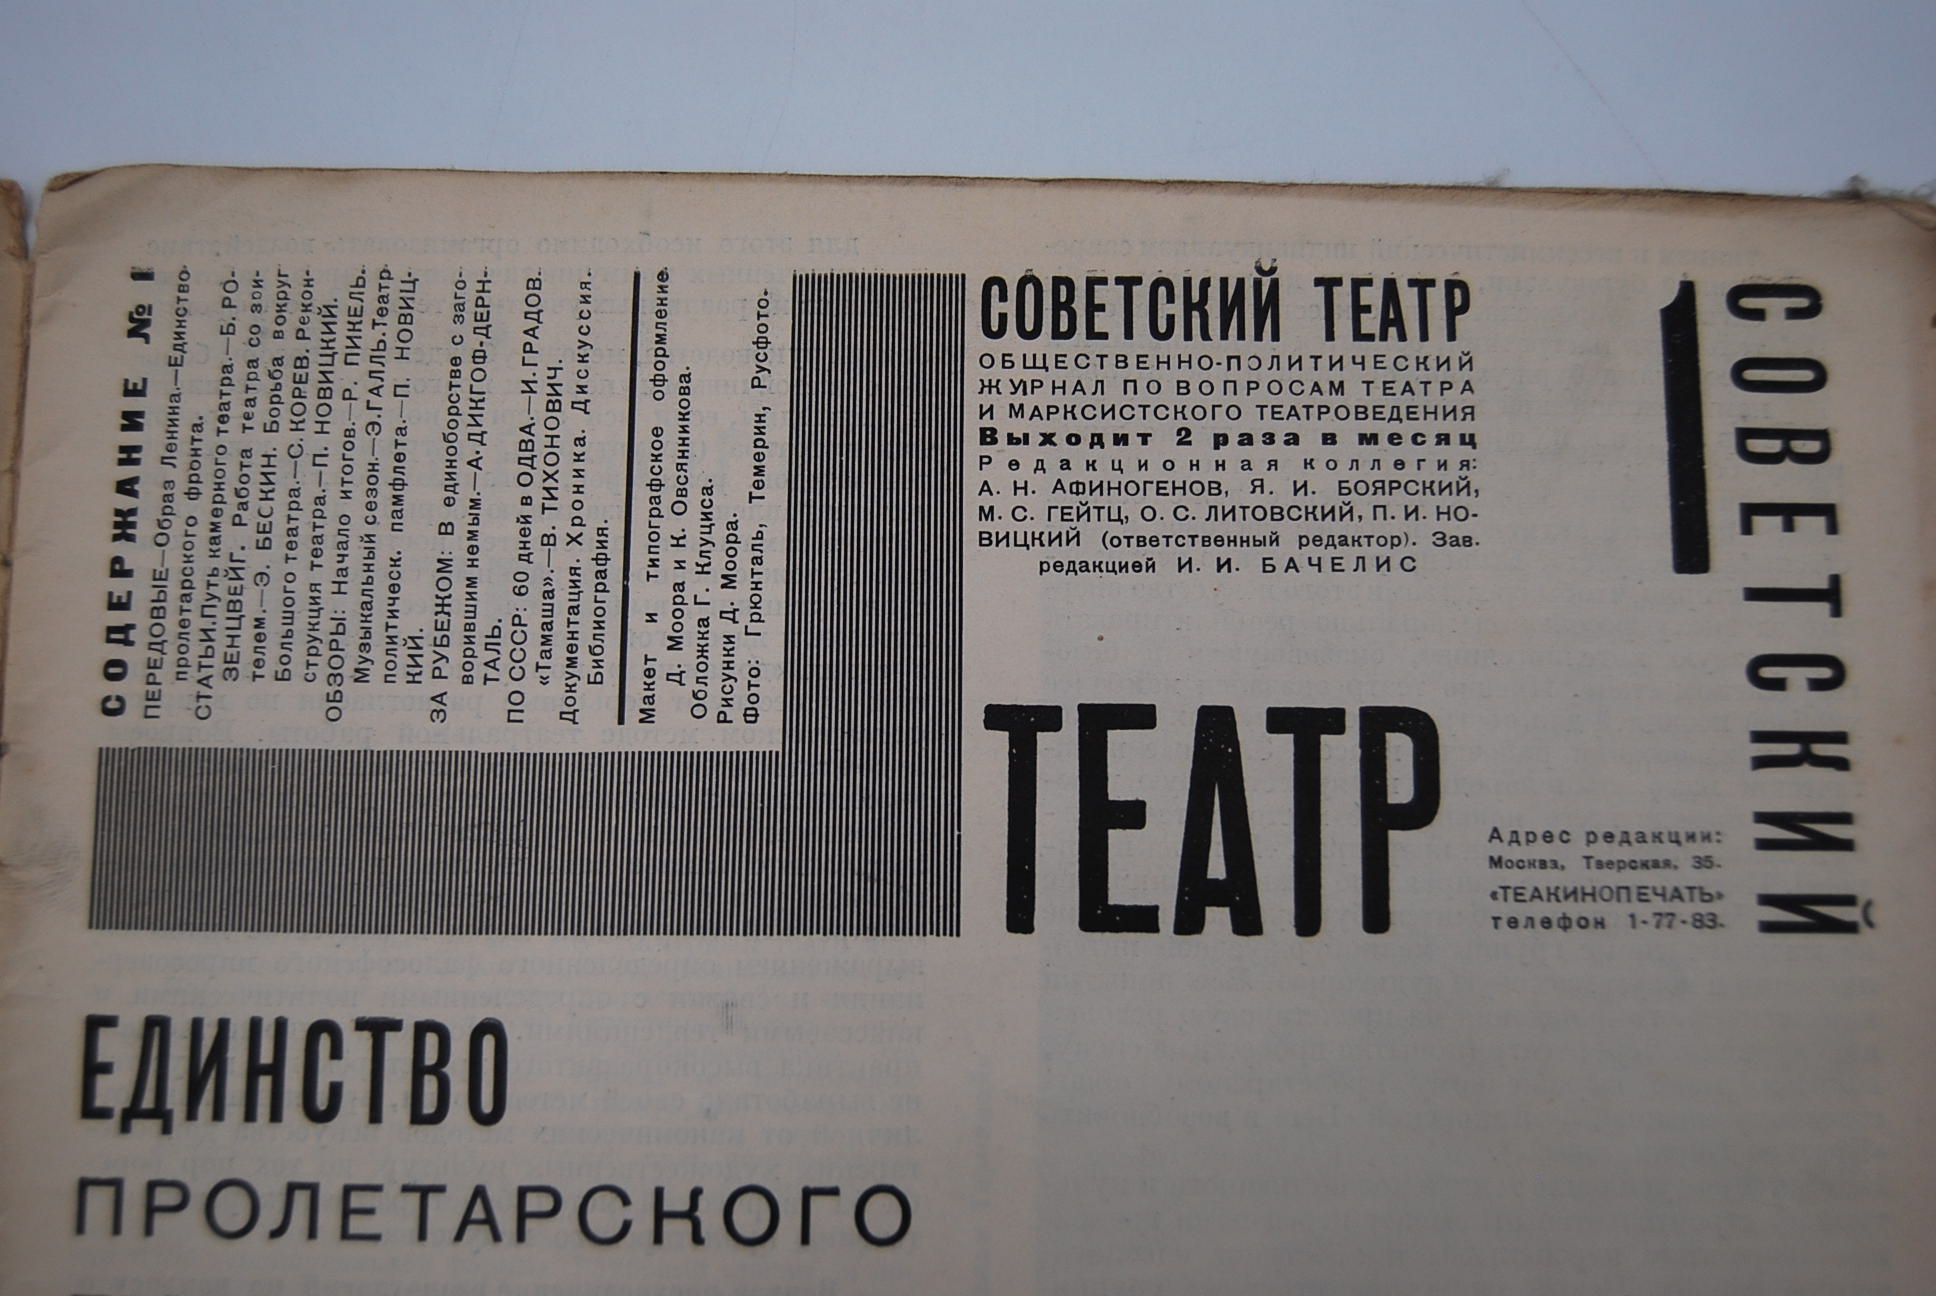 СОДЕРЖАНИЕ № 1
ПЕРЕДОВЫЕ—Образ Ленина.—Единство
пролетарского фронта.
СТАТЬИ. Путь камерного театра.—Б. РО-
ЗЕНЦВЕЙГ. Работа театра со зри-
телем.—Э. БЕСКИН. Борьба вокруг
Большого театра.—С. КОРЕВ. Рекон-
струкция театра.—П. НОВИЦКИЙ.
ОБЗОРЫ: Начало итогов.—Р. ПИКЕЛЬ.
Музыкальный сезон.—Э. ГАЛЛЬ. Театр
политическ. памфлета.—П. НОВИЦ-
КИЙ.
ЗА РУБЕЖОМ: В единоборстве с заго-
ворившим немым.—А. ДИКГОФ-ДЕРН-
ТАЛЬ.
ПО СССР: 60 дней в ОДВА.—И. ГРАДОВ.
«Тамаша».—В. ТИХОНОВИЧ.
Документация. Хроника. Дискуссия.
Библиография.
Макет и типографское оформление
Д. Моора и К. Овсянникова.
Обложка Г. Клуциса.
Рисунки Д. Моора.
Фото: Гронталь, Темерин, Русфото.
СОВЕТСКИЙ ТЕАТР
ОБЩЕСТВЕННО-ПОЛИТИЧЕСКИЙ
ЖУРНАЛ ПО ВОПРОСАМ ТЕАТРА
И МАРКСИСТСКОГО ТЕАТРОВЕДЕНИЯ
Выходит 2 раза в месяц
Редакционная коллегия:
А. Н. АФИНОГЕНОВ, Я. И. БОЯРСКИЙ,
М. С. ГЕЙТЦ, О. С. ЛИТОВСКИЙ, П. И. НО-
ВИЦКИЙ (ответственный редактор). Зав.
редакцией И. И. БАЧЕЛИС
1
СОВЕТСКИЙ
ТЕАТР
Адрес редакции:
Москва, Тверская, 35.
«ТЕАКИНОПЕЧАТЬ»
телефон 1-77-83.
ЕДИНСТВО
ПРОЛЕТАРСКОГО